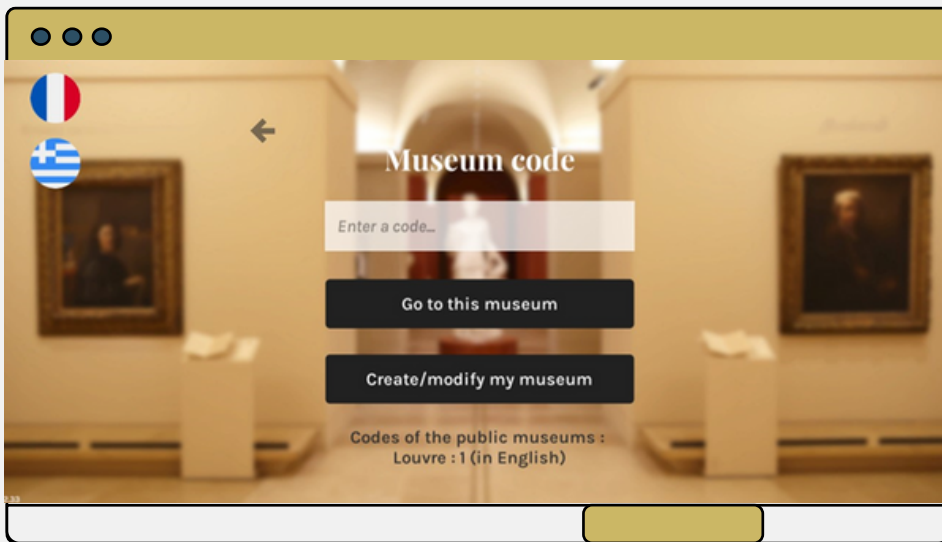 Museum code
Enter a code...
Go to this museum
Create/modify my museum
Codes of the public museums :
Louvre : 1 (in English)